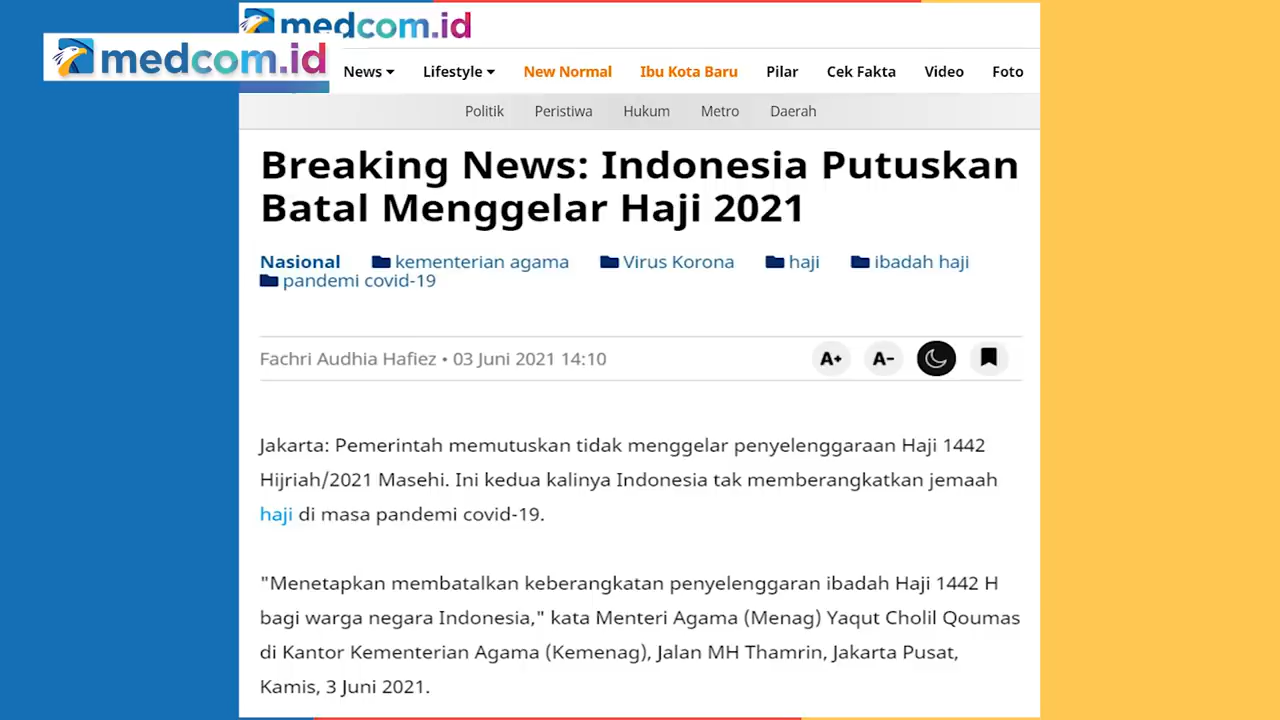 medcom.id
medcom.id
News Lifestyle New Normal Ibu Kota Baru Pilar Cek Fakta Video Foto
Politik Peristiwa Hukum Metro Daerah
Breaking News: Indonesia Putuskan
Batal Menggelar Haji 2021
Nasional kementerian agama Virus Korona haji ibadah haji
pandemi covid-19
Fachri Audhia Hafiez • 03 Juni 2021 14:10 A+ A-
Jakarta: Pemerintah memutuskan tidak menggelar penyelenggaraan Haji 1442
Hijriah/2021 Masehi. Ini kedua kalinya Indonesia tak memberangkatkan jemaah
haji di masa pandemi covid-19.
"Menetapkan membatalkan keberangkatan penyelenggaran ibadah Haji 1442 H
bagi warga negara Indonesia," kata Menteri Agama (Menag) Yaqut Cholil Qoumas
di Kantor Kementerian Agama (Kemenag), Jalan MH Thamrin, Jakarta Pusat,
Kamis, 3 Juni 2021.